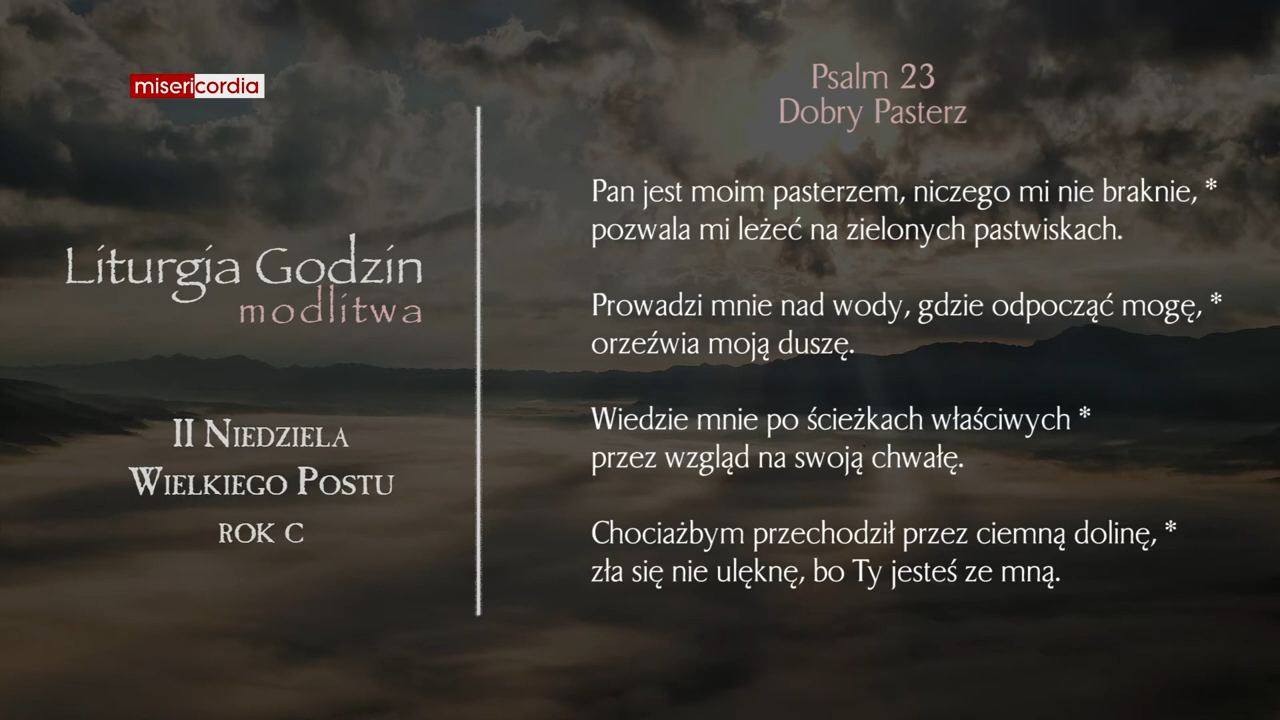 misericordia
Liturgia Godzin
modlitwa
II Niedziela
Wielkiego Postu
rok C
Psalm 23
Dobry Pasterz
Pan jest moim pasterzem, niczego mi nie braknie, *
pozwala mi leżeć na zielonych pastwiskach.
Prowadzi mnie nad wody, gdzie odpocząć mogę, *
orzeźwia moją duszę.
Wiedzie mnie po ścieżkach właściwych *
przez wzgląd na swoją chwałę.
Chociażbym przechodził przez ciemną dolinę, *
zła się nie ulęknę, bo Ty jesteś ze mną.